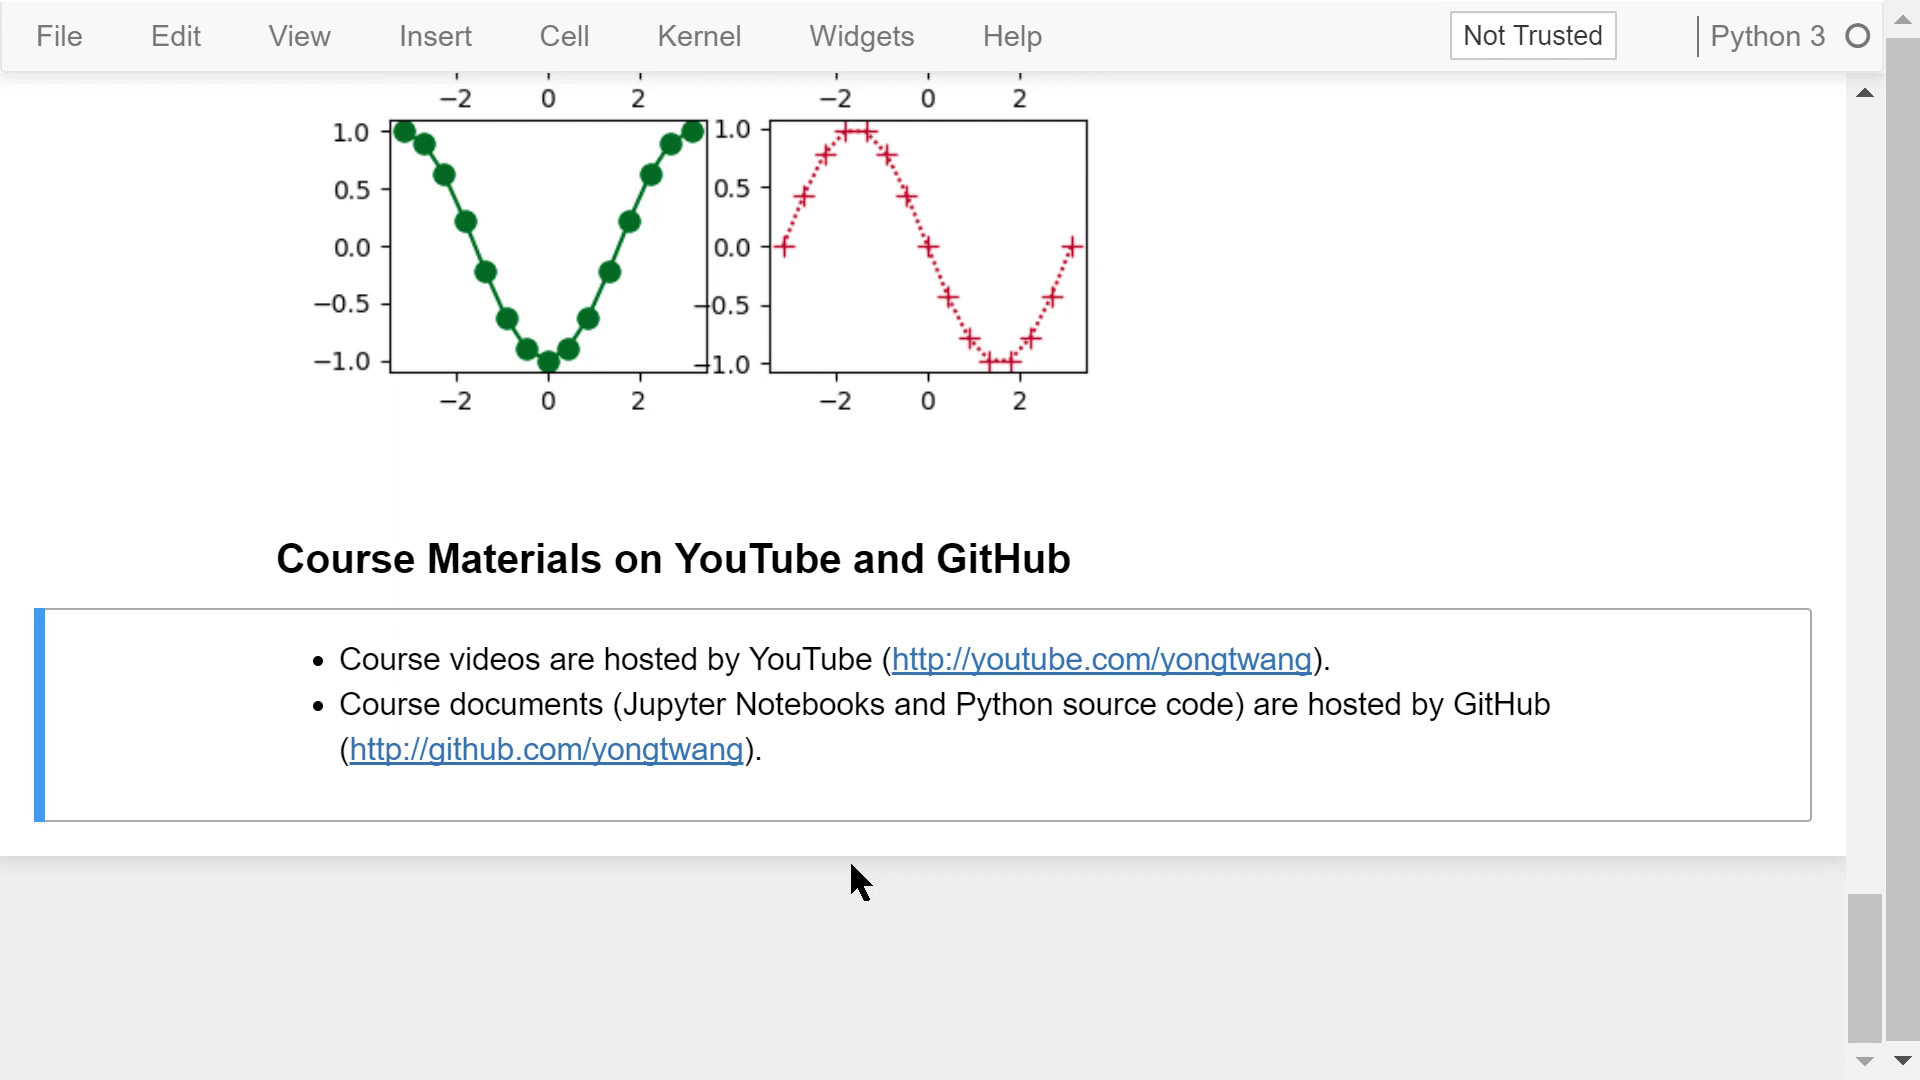 File Edit View Insert Cell Kernel Widgets Help Not Trusted Python 3
−2 0 2 −2 0 2
1.0 1.0
0.5 0.5
0.0 0.0
−0.5 −0.5
−1.0 −1.0
−2 0 2 −2 0 2
Course Materials on YouTube and GitHub
• Course videos are hosted by YouTube (http://youtube.com/yongtwang).
• Course documents (Jupyter Notebooks and Python source code) are hosted by GitHub
(http://github.com/yongtwang).